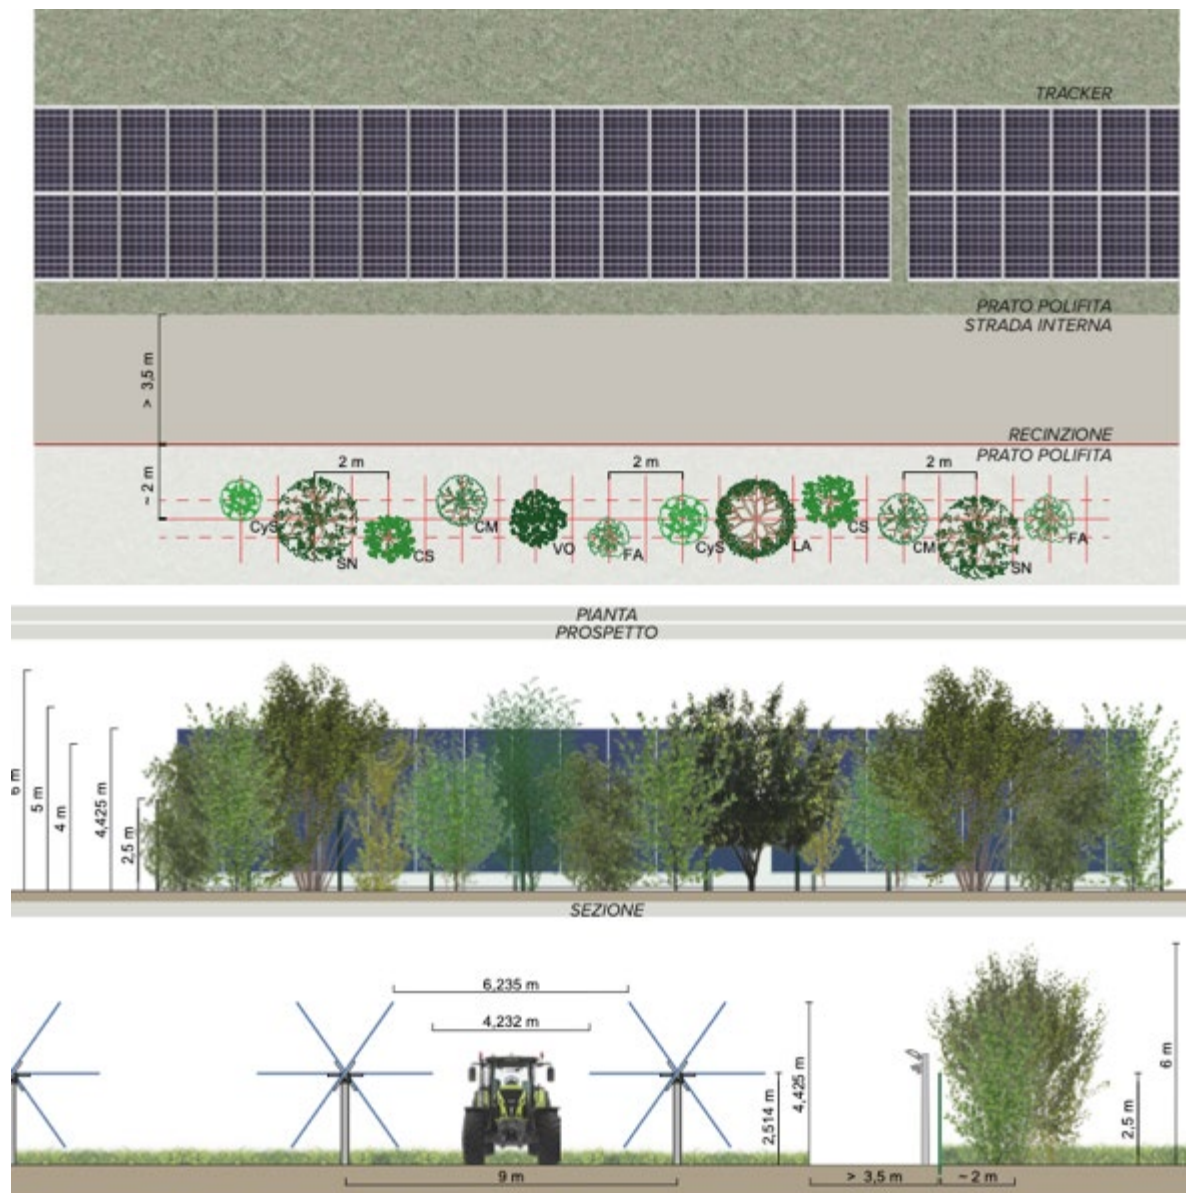 TRACKER
PRATO POLIFITA
STRADA INTERNA
> 3,5 m
RECINZIONE
PRATO POLIFITA
~ 2 m
2 m
2 m
2 m
CyS
SN
CS
CM
VO
FA
CyS
LA
CS
CM
SN
FA
PIANTA
PROSPETTO
6 m
5 m
4 m
4,425 m
2,5 m
SEZIONE
6,235 m
4,232 m
4,425 m
2,514 m
6 m
2,5 m
9 m
> 3,5 m
~ 2 m